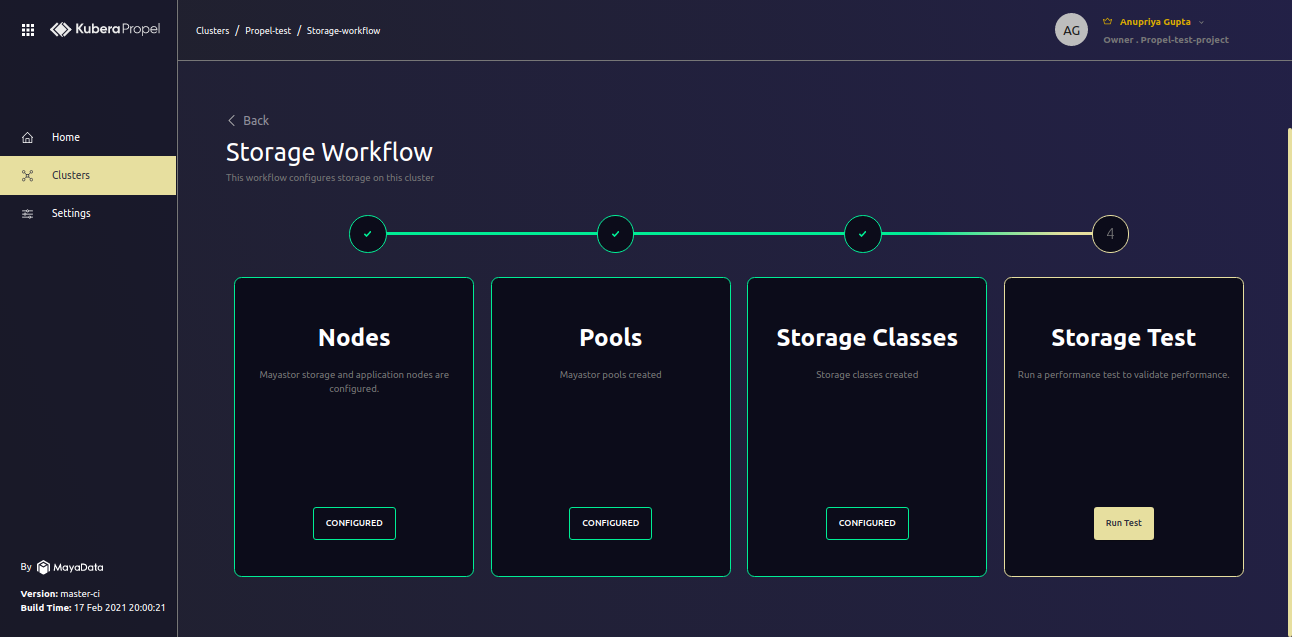 Kubera Propel
Clusters / Propel-test / Storage-workflow
AG
Anupriya Gupta
Owner . Propel-test-project
Home
Clusters
Settings
Back
Storage Workflow
This workflow configures storage on this cluster
4
Nodes
Mayastor storage and application nodes are
configured.
CONFIGURED
Pools
Mayastor pools created
CONFIGURED
Storage Classes
Storage classes created
CONFIGURED
Storage Test
Run a performance test to validate performance.
Run Test
By MayaData
Version: master-ci
Build Time: 17 Feb 2021 20:00:21